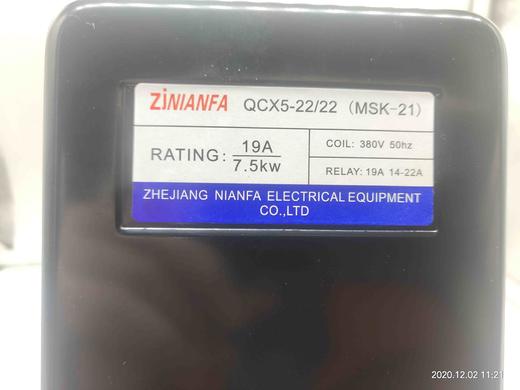 ZiNIANFA QCX5-22/22 (MSK-21)
RATING: 19A
7.5kw
COIL: 380V 50hz
RELAY: 19A 14-22A
ZHEJIANG NIANFA ELECTRICAL EQUIPMENT
CO.,LTD
2020.12.02 11:21